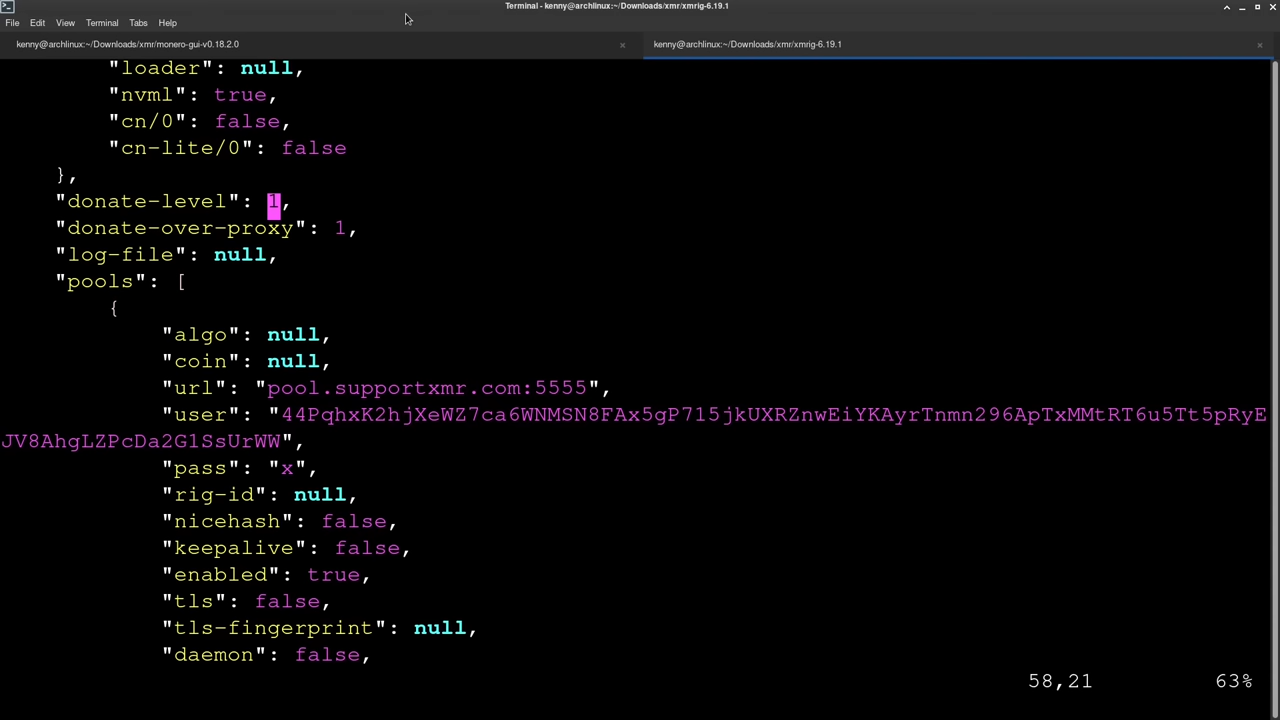 Terminal - kenny@archlinux:~/Downloads/xmr/xmrig-6.19.1
File Edit View Terminal Tabs Help
kenny@archlinux:~/Downloads/xmr/monero-gui-v0.18.2.0 kenny@archlinux:~/Downloads/xmr/xmrig-6.19.1
"loader": null,
"nvml": true,
"cn/0": false,
"cn-lite/0": false
},
"donate-level": 1,
"donate-over-proxy": 1,
"log-file": null,
"pools": [
{
"algo": null,
"coin": null,
"url": "pool.supportxmr.com:5555",
"user": "44PqhxK2hjXeWZ7ca6WNMSN8FAx5gP715jkUXRZnwEiYKAyrTnmn296ApTxMMtRT6u5Tt5pRyE
JV8AhgLZPcDa2G1SsUrWW",
"pass": "x",
"rig-id": null,
"nicehash": false,
"keepalive": false,
"enabled": true,
"tls": false,
"tls-fingerprint": null,
"daemon": false,
58,21 63%